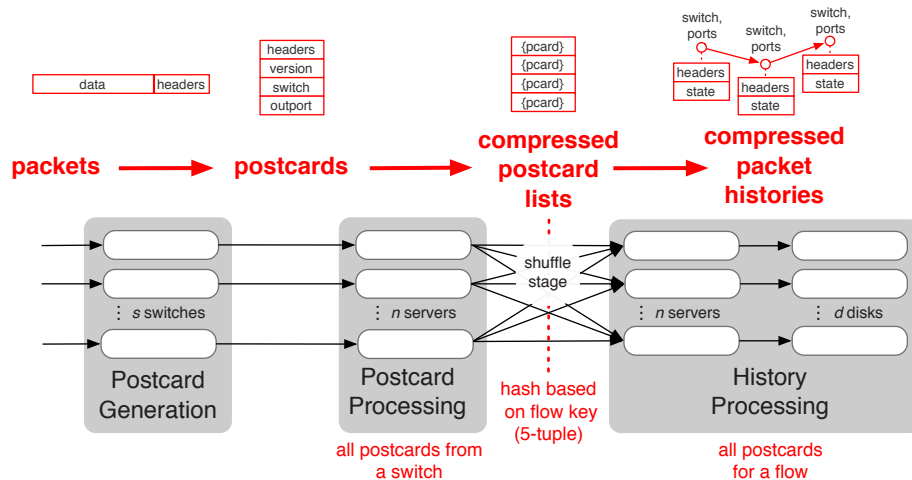 data
headers
headers
version
switch
outport
{pcard}
{pcard}
{pcard}
{pcard}
switch,
ports
headers
state
switch,
ports
headers
state
switch,
ports
headers
state
packets
postcards
compressed
postcard
lists
compressed
packet
histories
shuffle
stage
⋮ s switches
⋮ n servers
⋮ n servers
⋮ d disks
Postcard
Generation
Postcard
Processing
hash based
on flow key
(5-tuple)
History
Processing
all postcards from
a switch
all postcards
for a flow